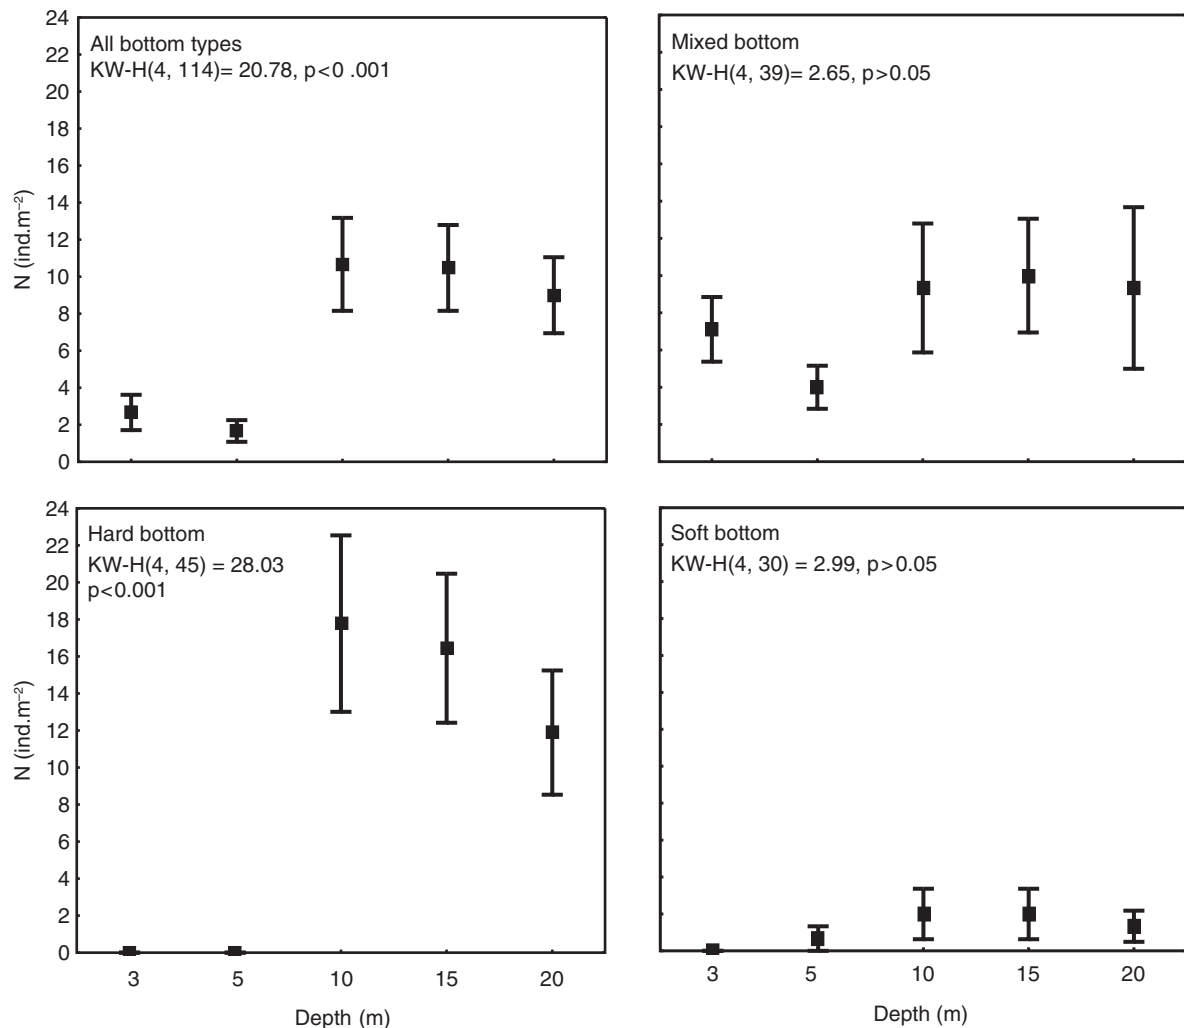 24
22
20
18
16
14
12
10
8
6
4
2
0
N (ind.m⁻²)
All bottom types
KW-H(4, 114)= 20.78, p<0 .001
Mixed bottom
KW-H(4, 39)= 2.65, p>0.05
24
22
20
18
16
14
12
10
8
6
4
2
0
N (ind.m⁻²)
Hard bottom
KW-H(4, 45) = 28.03
p<0.001
3 5 10 15 20
Depth (m)
Soft bottom
KW-H(4, 30) = 2.99, p>0.05
3 5 10 15 20
Depth (m)